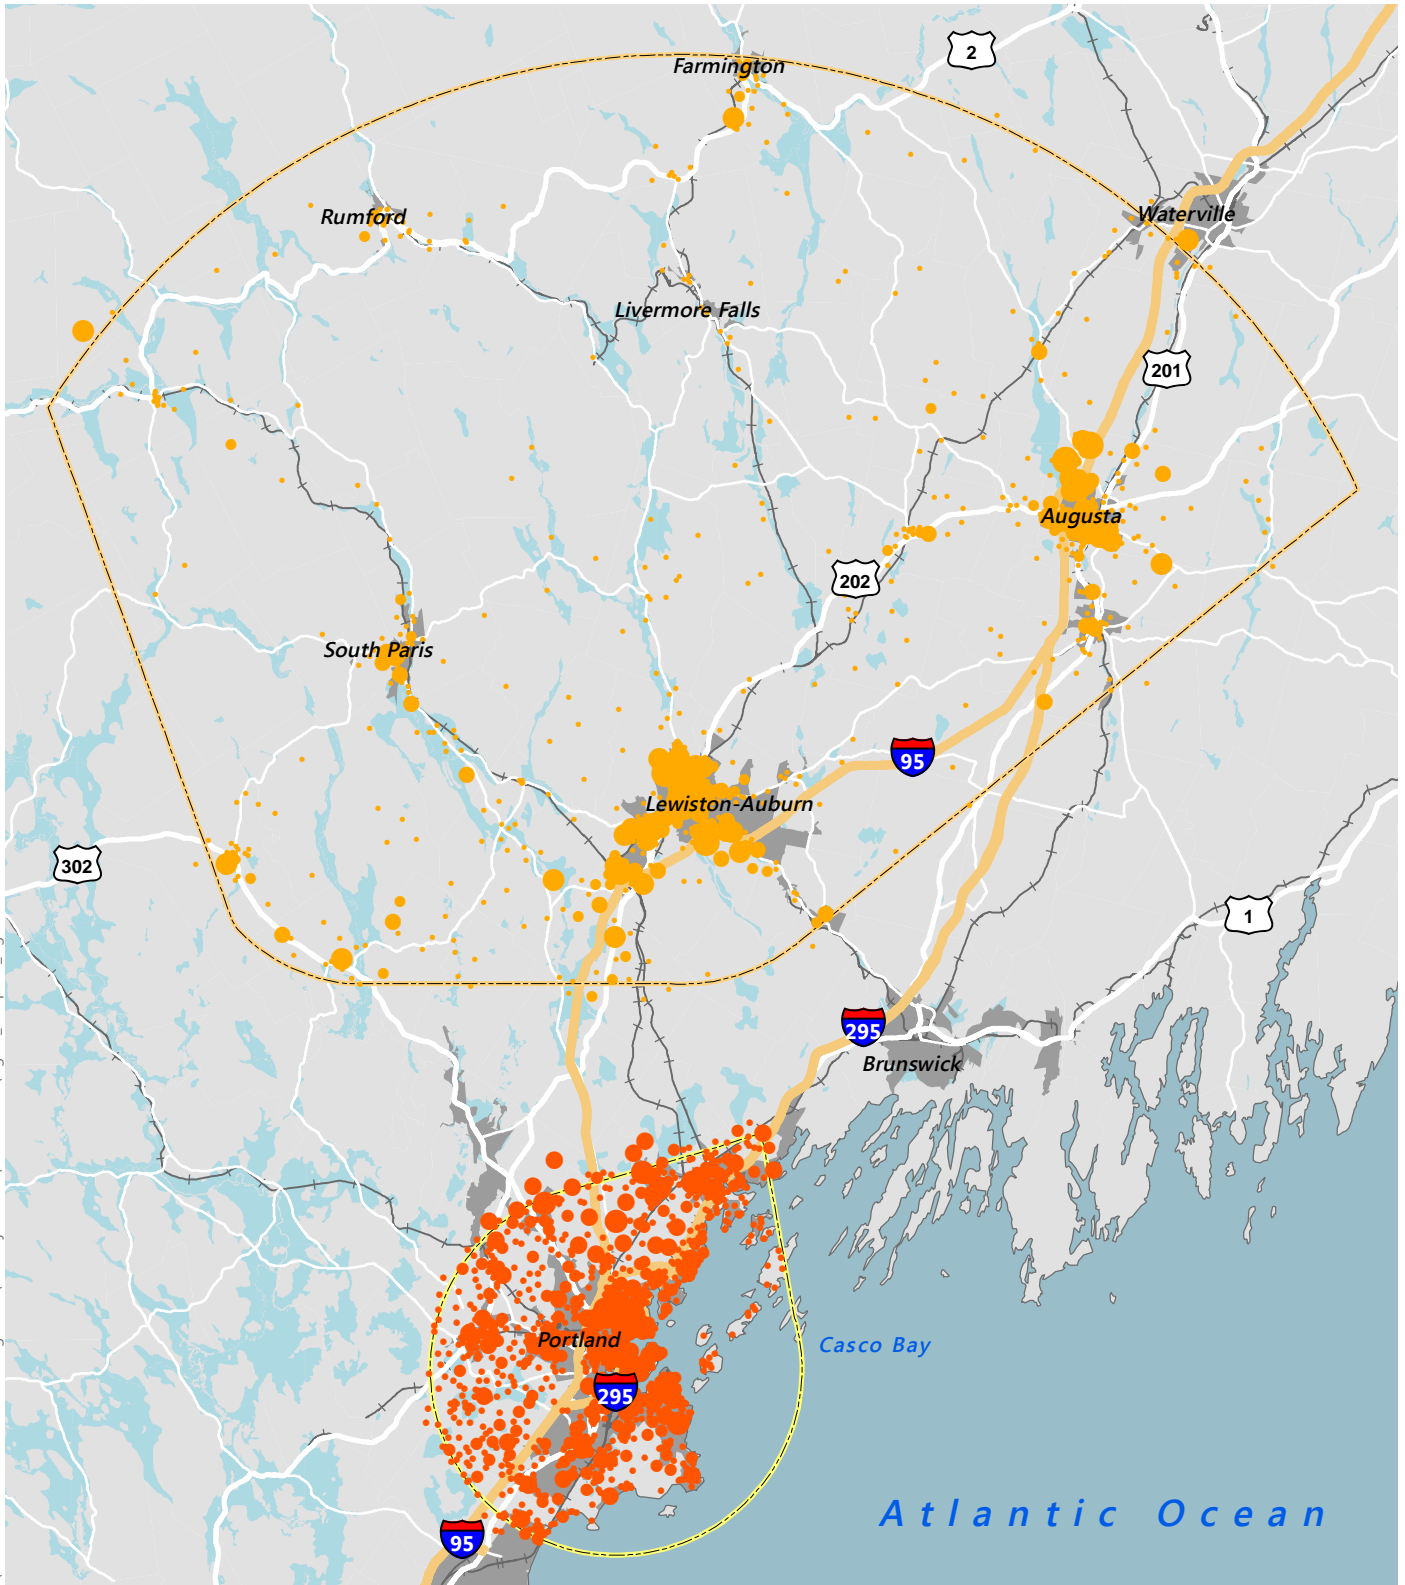 2
Farmington
Waterville
Rumford
Livermore Falls
201
Augusta
202
South Paris
95
Lewiston-Auburn
302
1
295
Brunswick
Portland
Casco Bay
295
Atlantic Ocean
95